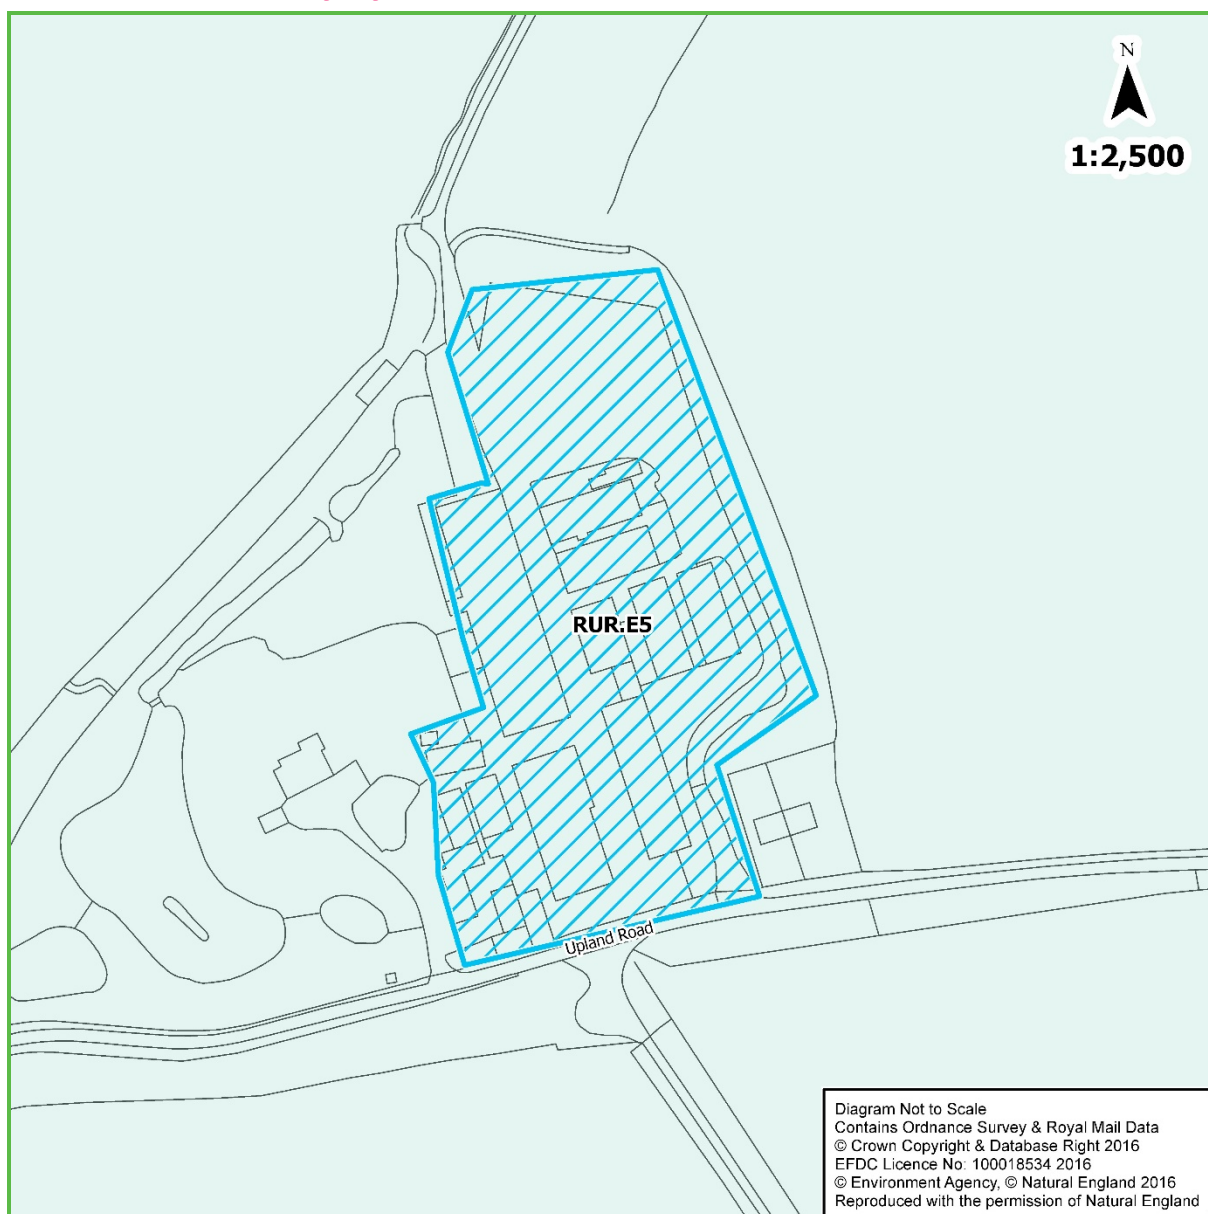 N
1:2,500
RUR.E5
Upland Road
Diagram Not to Scale
Contains Ordnance Survey & Royal Mail Data
© Crown Copyright & Database Right 2016
EFDC Licence No: 100018534 2016
© Environment Agency, © Natural England 2016
Reproduced with the permission of Natural England